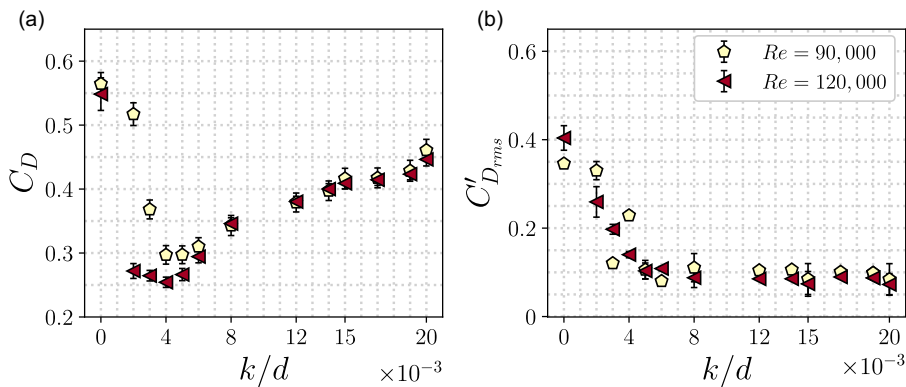 (a)
0.6
0.5
0.4
0.3
0.2
C_D
0 4 8 12 15 20
k/d ×10⁻³
(b)
Re = 90,000
Re = 120,000
0.6
0.4
0.2
0
C′_{D_{rms}}
0 4 8 12 15 20
k/d ×10⁻³